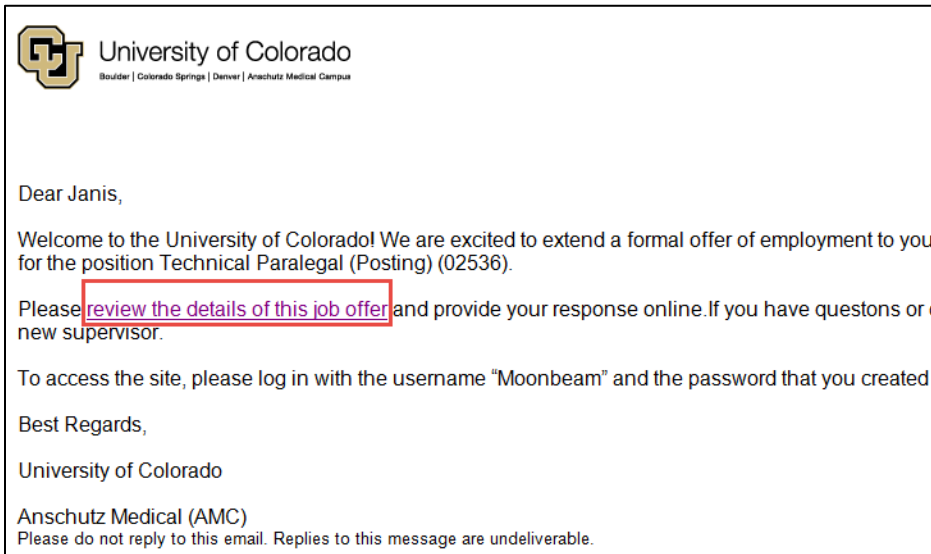 University of Colorado
Boulder | Colorado Springs | Denver | Anschutz Medical Campus
Dear Janis,
Welcome to the University of Colorado! We are excited to extend a formal offer of employment to you
for the position Technical Paralegal (Posting) (02536).
Please review the details of this job offer and provide your response online.If you have questons or
new supervisor.
To access the site, please log in with the username “Moonbeam” and the password that you created
Best Regards,
University of Colorado
Anschutz Medical (AMC)
Please do not reply to this email. Replies to this message are undeliverable.